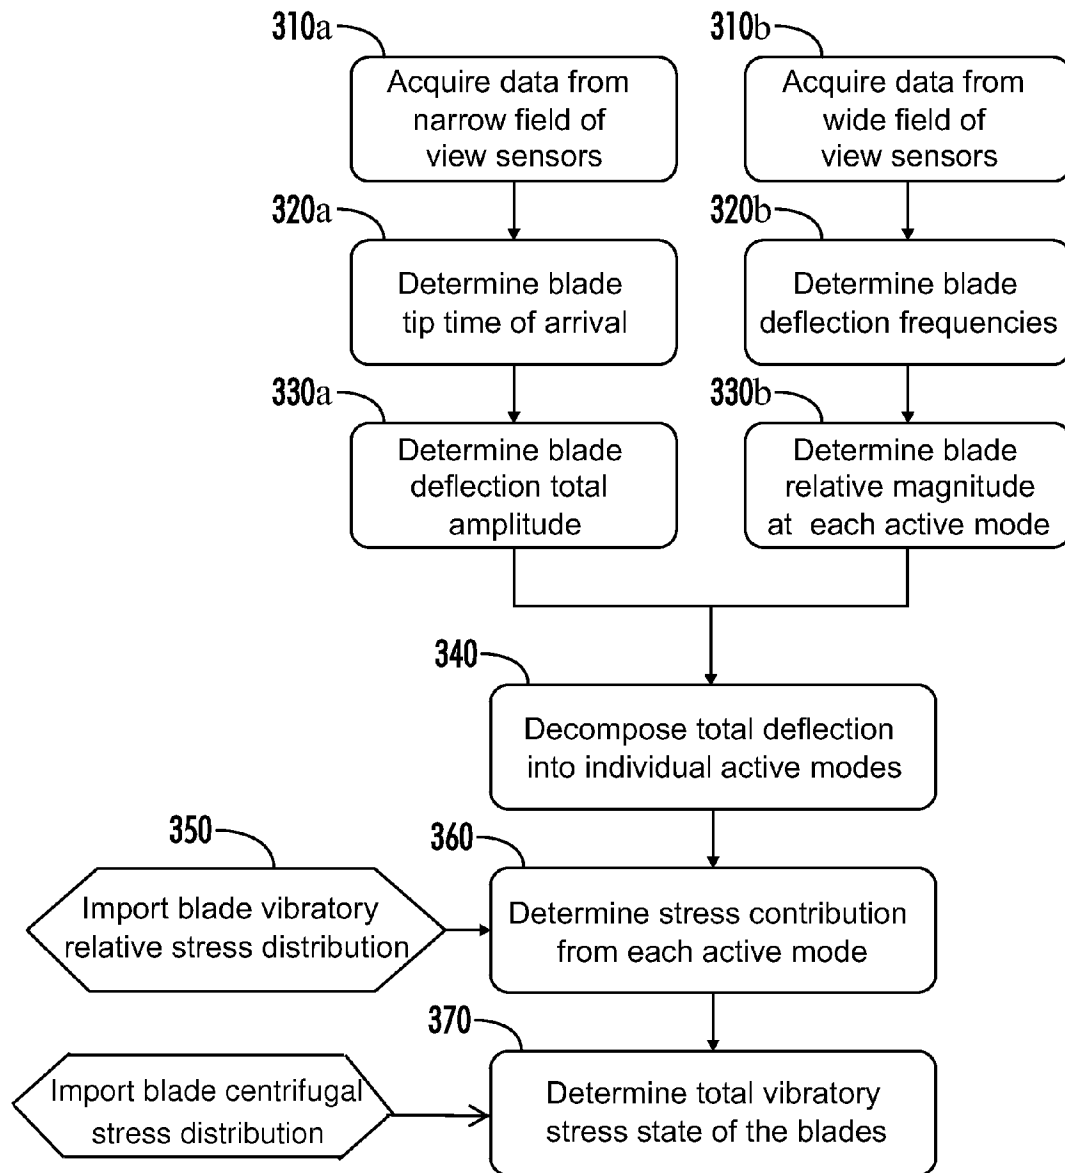 310a
Acquire data from
narrow field of
view sensors
310b
Acquire data from
wide field of
view sensors
320a
Determine blade
tip time of arrival
320b
Determine blade
deflection frequencies
330a
Determine blade
deflection total
amplitude
330b
Determine blade
relative magnitude
at each active mode
340
Decompose total deflection
into individual active modes
350
Import blade vibratory
relative stress distribution
360
Determine stress contribution
from each active mode
Import blade centrifugal
stress distribution
370
Determine total vibratory
stress state of the blades